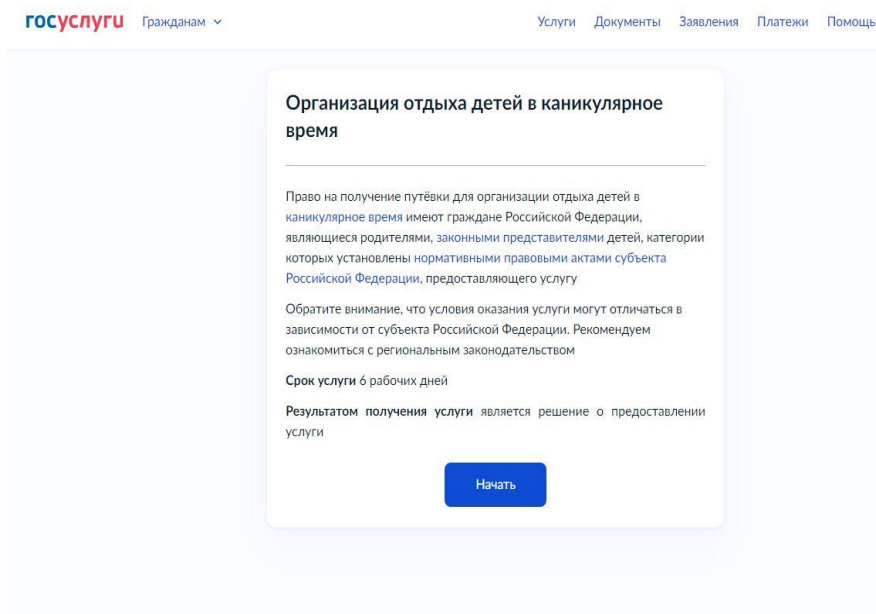 госуслуги Гражданам Услуги Документы Заявления Платежи Помощь
Организация отдыха детей в каникулярное
время
Право на получение путёвки для организации отдыха детей в
каникулярное время имеют граждане Российской Федерации,
являющиеся родителями, законными представителями детей, категории
которых установлены нормативными правовыми актами субъекта
Российской Федерации, предоставляющего услугу
Обратите внимание, что условия оказания услуги могут отличаться в
зависимости от субъекта Российской Федерации. Рекомендуем
ознакомиться с региональным законодательством
Срок услуги 6 рабочих дней
Результатом получения услуги является решение о предоставлении
услуги
Начать